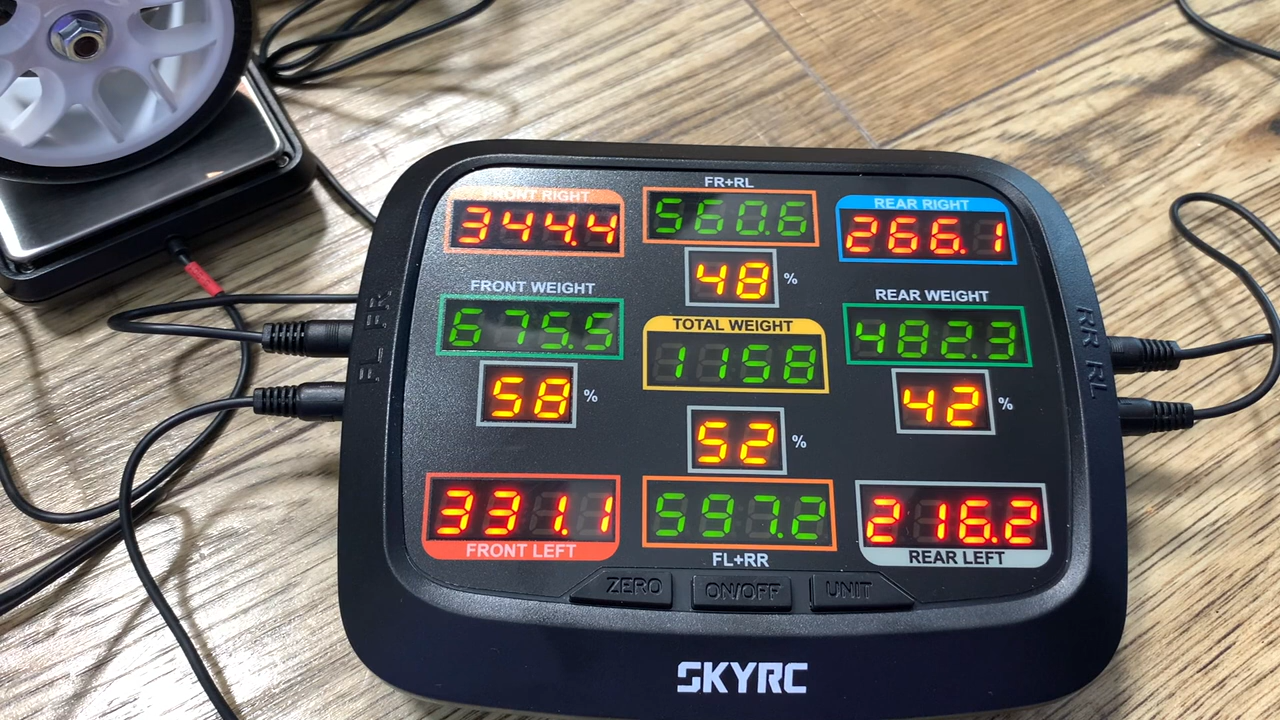 FRONT RIGHT
344.4
FR+RL
560.6
REAR RIGHT
266.1
48 %
FRONT WEIGHT
675.5
TOTAL WEIGHT
1158
REAR WEIGHT
482.3
58 %
42 %
52 %
331.1
FRONT LEFT
597.2
FL+RR
216.2
REAR LEFT
FR
FL
RR
RL
ZERO
ON/OFF
UNIT
SKYRC